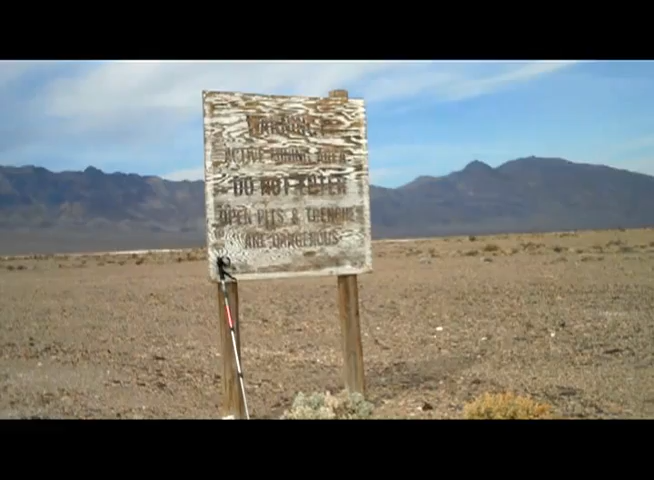 WARNING!
ACTIVE MINING AREA
DO NOT ENTER
OPEN PITS & TRENCHES
ARE DANGEROUS